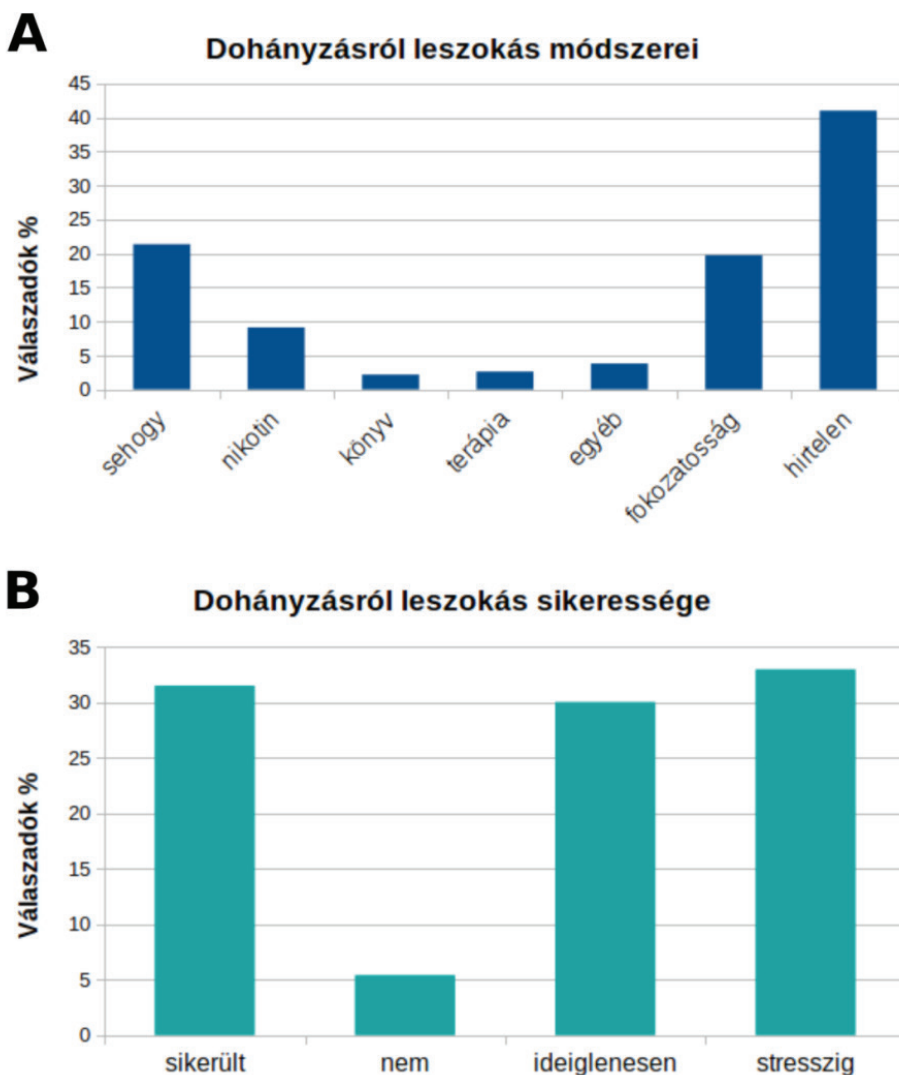 A
Dohányzásról leszokás módszerei
Válaszadók %
45
40
35
30
25
20
15
10
5
0
sehogy
nikotin
könyv
terápia
egyéb
fokozatosság
hirtelen
B
Dohányzásról leszokás sikeressége
Válaszadók %
35
30
25
20
15
10
5
0
sikerült
nem
ideiglenesen
stresszig